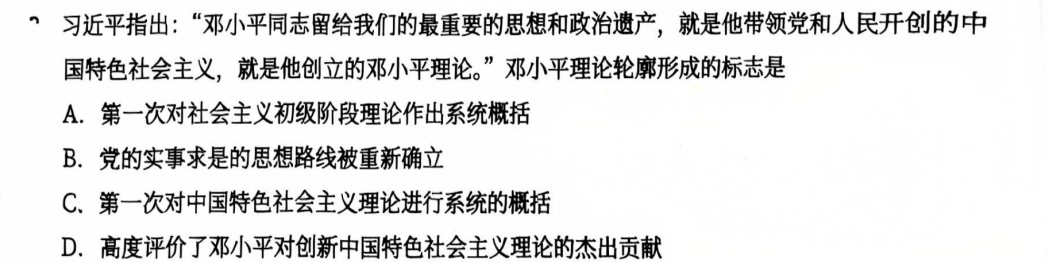 习近平指出：“邓小平同志留给我们的最重要的思想和政治遗产，就是他带领党和人民开创的中
国特色社会主义，就是他创立的邓小平理论。”邓小平理论轮廓形成的标志是
A．第一次对社会主义初级阶段理论作出系统概括
B．党的实事求是的思想路线被重新确立
C．第一次对中国特色社会主义理论进行系统的概括
D．高度评价了邓小平对创新中国特色社会主义理论的杰出贡献